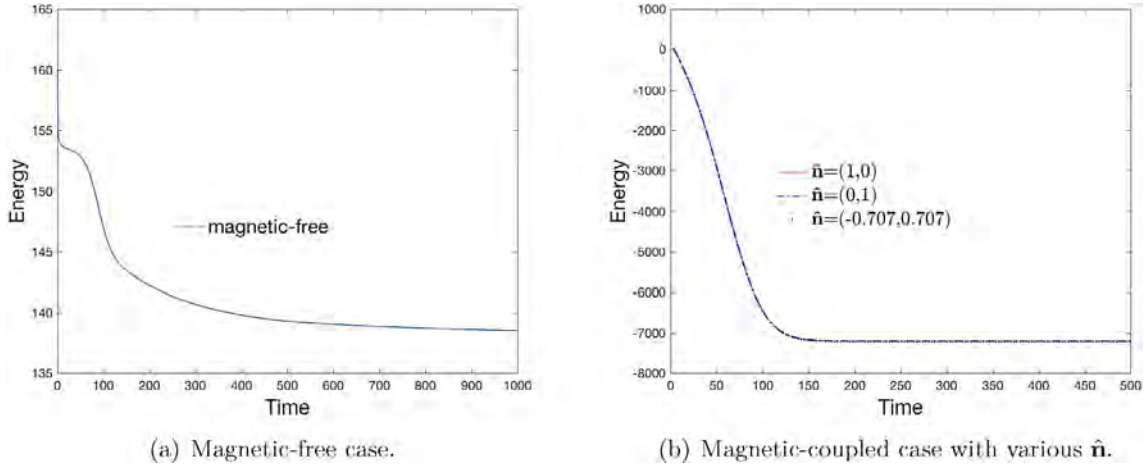 165
160
155
150
145
140
135
Energy
magnetic-free
0 100 200 300 400 500 600 700 800 900 1000
Time
(a) Magnetic-free case.
1000
0
-1000
-2000
-3000
-4000
-5000
-6000
-7000
-8000
Energy
n̂=(1,0)
n̂=(0,1)
n̂=(-0.707,0.707)
0 50 100 150 200 250 300 350 400 450 500
Time
(b) Magnetic-coupled case with various n̂.